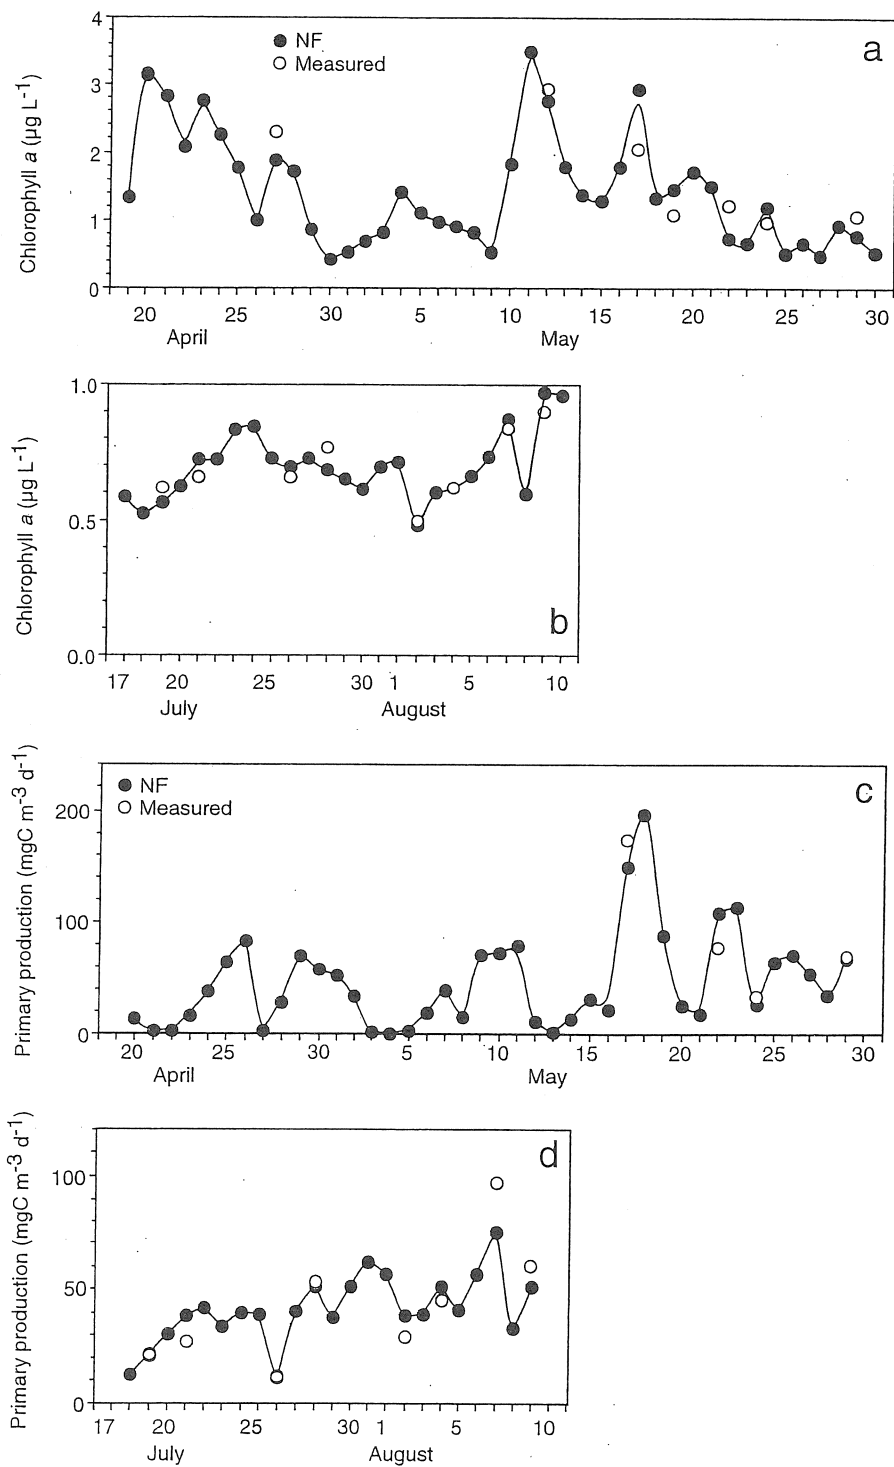 4
3
2
1
0
Chlorophyll a (µg L⁻¹)
NF
Measured
a
20 25 30 5 10 15 20 25 30
April May
1.0
0.5
0.0
Chlorophyll a (µg L⁻¹)
b
17 20 25 30 1 5 10
July August
200
100
0
Primary production (mgC m⁻³ d⁻¹)
NF
Measured
c
20 25 30 5 10 15 20 25 30
April May
100
50
0
Primary production (mgC m⁻³ d⁻¹)
d
17 20 25 30 1 5 10
July August